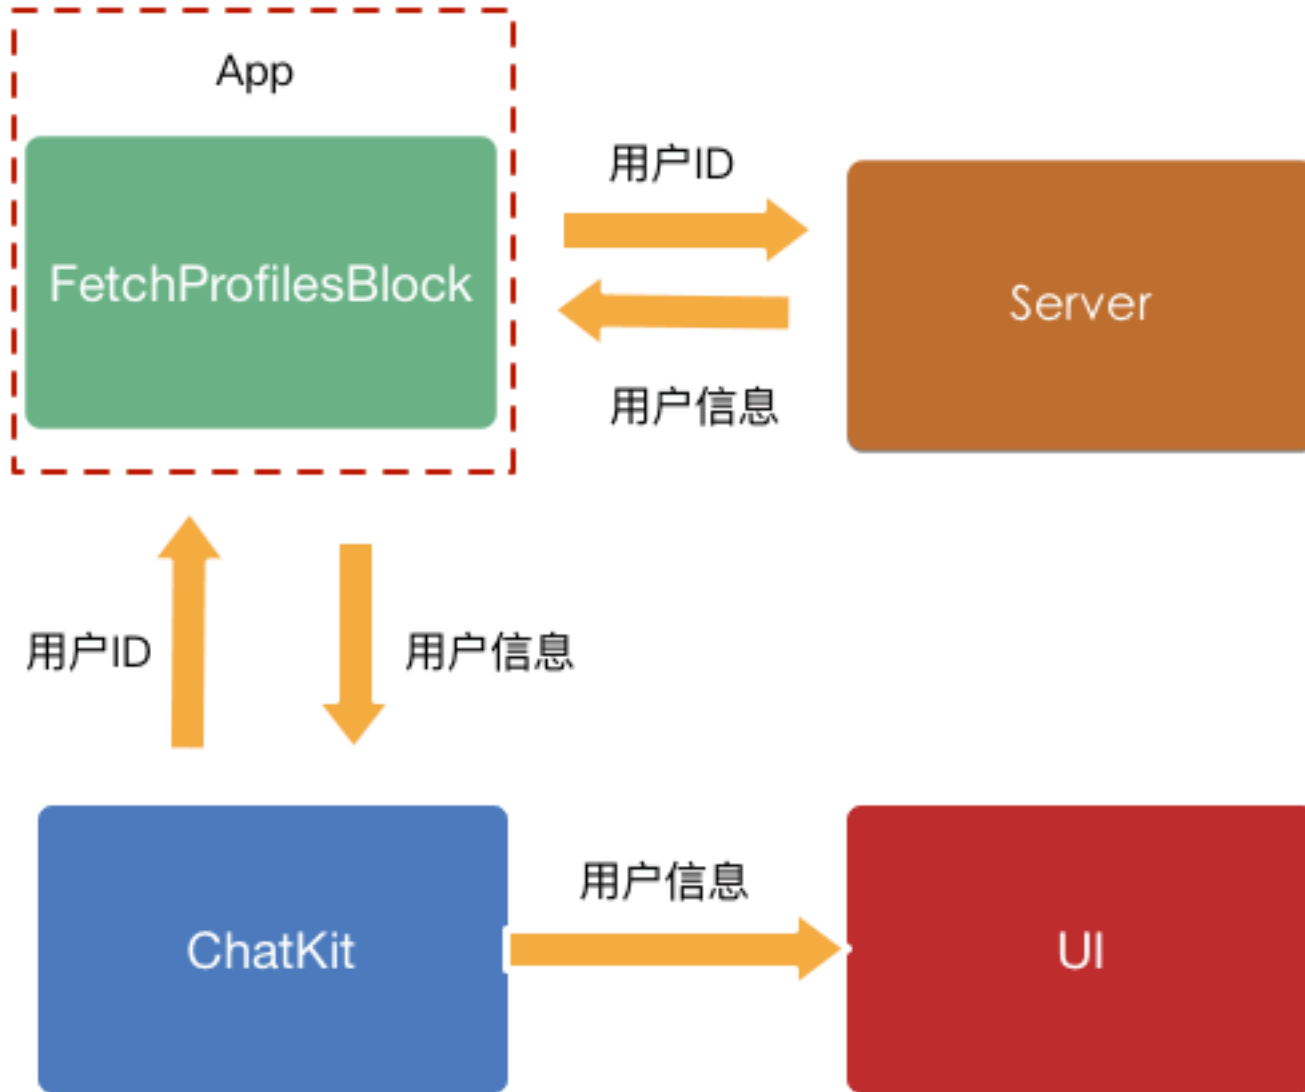 App
FetchProfilesBlock
用户ID
用户信息
Server
用户ID
用户信息
ChatKit
用户信息
UI